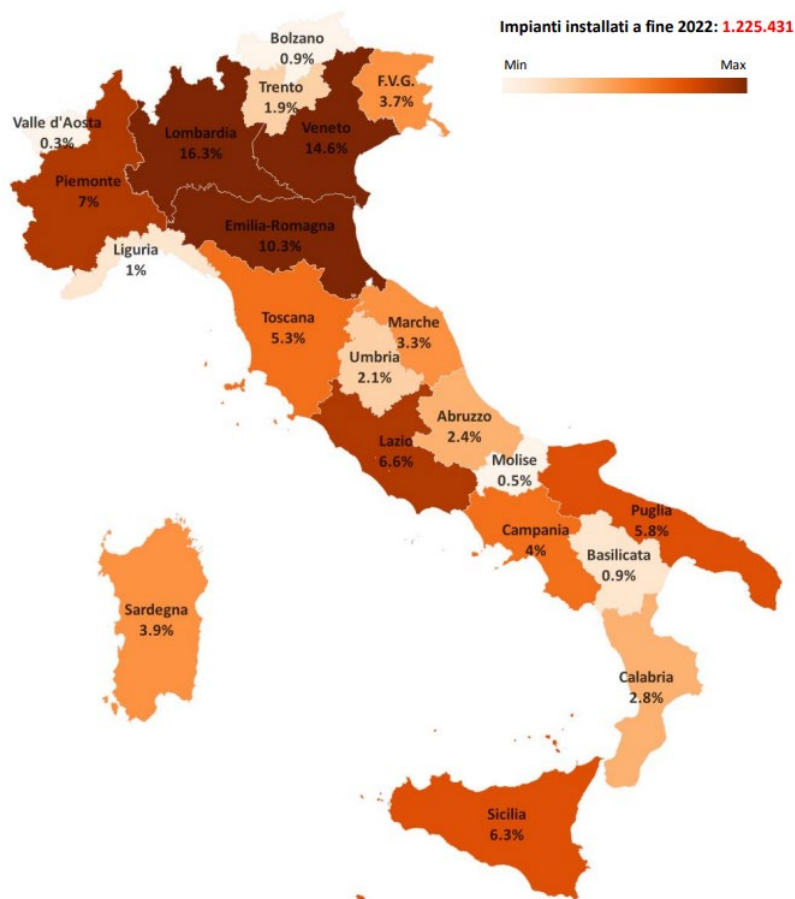 Impianti installati a fine 2022: 1.225.431
Min Max
Bolzano
0.9%
Trento
1.9%
F.V.G.
3.7%
Valle d'Aosta
0.3%
Lombardia
16.3%
Veneto
14.6%
Piemonte
7%
Emilia-Romagna
10.3%
Liguria
1%
Toscana
5.3%
Marche
3.3%
Umbria
2.1%
Abruzzo
2.4%
Lazio
6.6%
Molise
0.5%
Puglia
5.8%
Campania
4%
Basilicata
0.9%
Sardegna
3.9%
Calabria
2.8%
Sicilia
6.3%